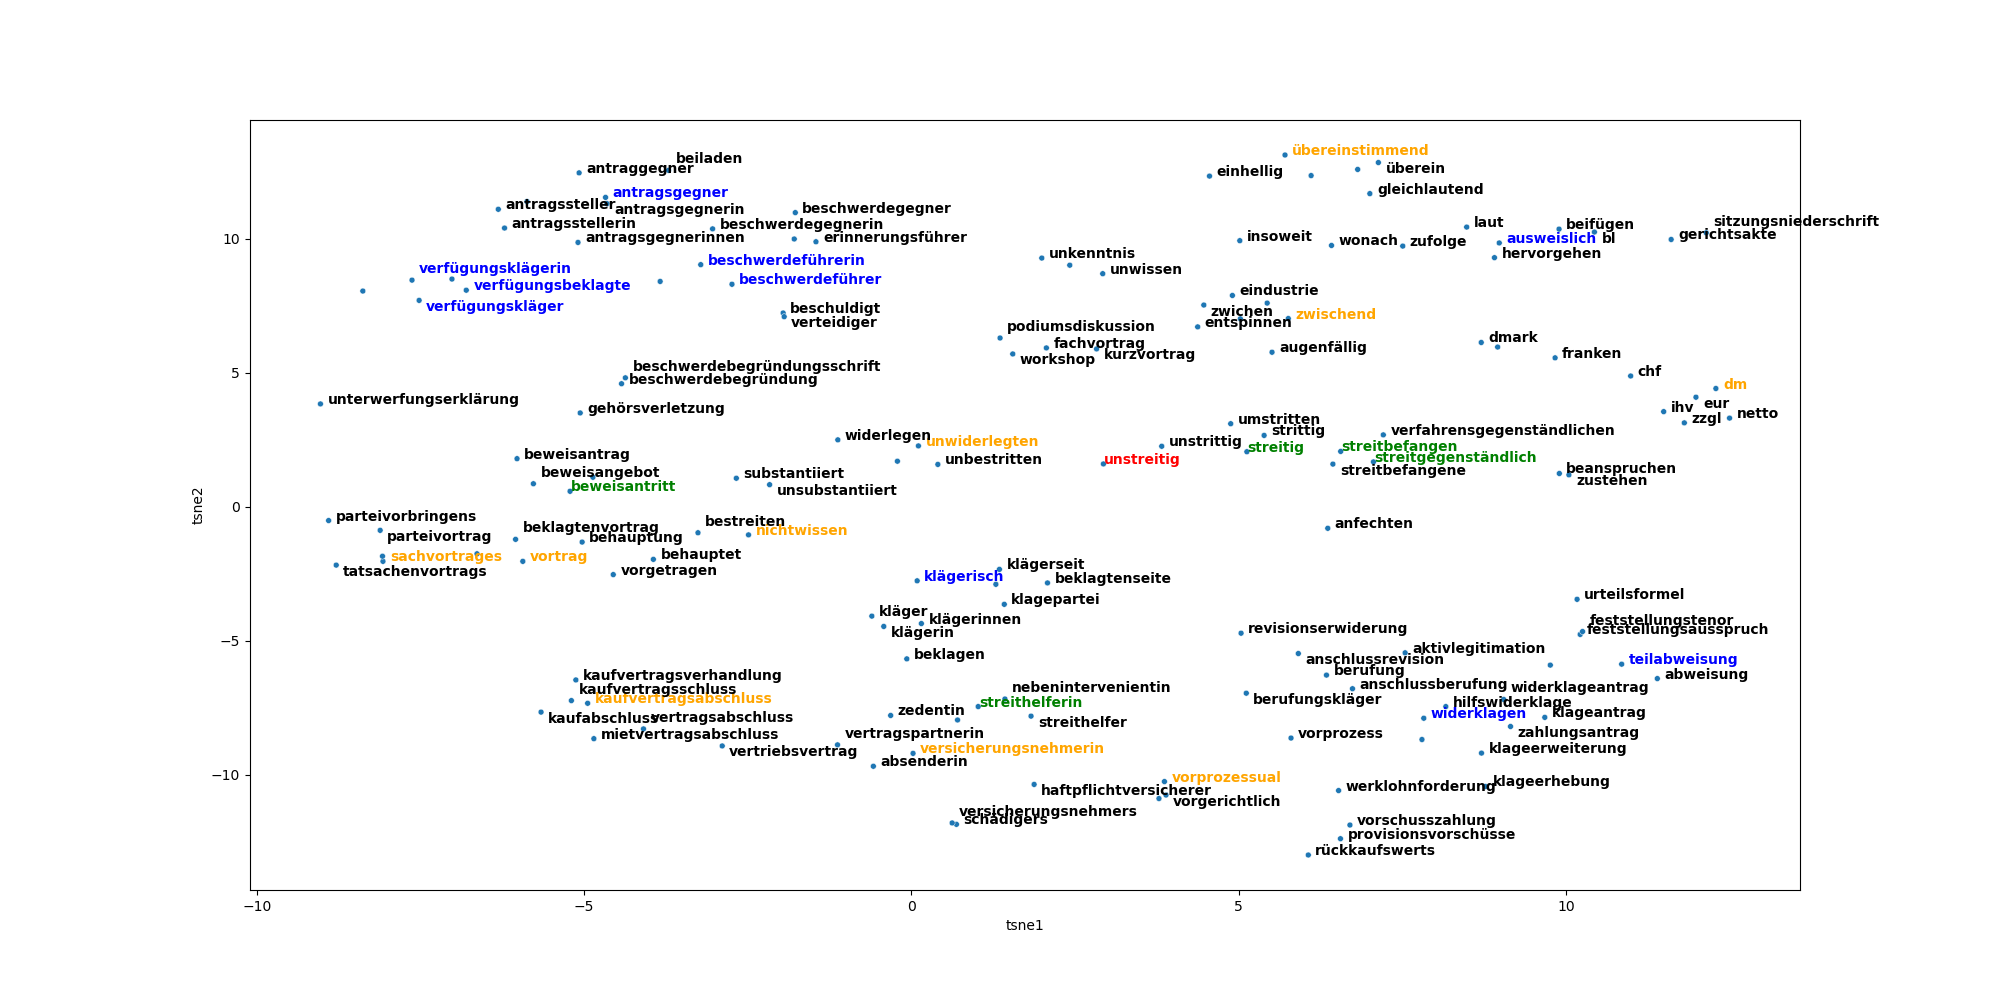 beiladen
antraggegner
antragsgegner
antragssteller
antragsgegnerin
antragsstellerin
antragsgegnerinnen
beschwerdegegner
beschwerdegegnerin
erinnerungsführer
beschwerdeführerin
beschwerdeführer
verfügungsklägerin
verfügungsbeklagte
verfügungskläger
beschuldigt
verteidiger
übereinstimmend
einhellig
überein
gleichlautend
laut
beifügen
sitzungsniederschrift
insoweit
wonach
zufolge
ausweislich
bl
gerichtsakte
hervorgehen
unkenntnis
unwissen
eindustrie
zwichen
zwischend
entspinnen
podiumsdiskussion
fachvortrag
workshop
kurzvortrag
augenfällig
dmark
franken
chf
dm
ihv
eur
zzgl
netto
beschwerdebegründungsschrift
beschwerdebegründung
unterwerfungserklärung
gehörsverletzung
widerlegen
unwiderlegten
unbestritten
umstritten
strittig
unstrittig
streitig
unstreitig
verfahrensgegenständlichen
streitbefangen
streitgegenständlich
streitbefangene
beanspruchen
zustehen
beweisantrag
beweisangebot
beweisantritt
substantiiert
unsubstantiiert
parteivorbringens
parteivortrag
beklagtenvortrag
behauptung
bestreiten
nichtwissen
sachvortrages
vortrag
behauptet
tatsachenvortrags
vorgetragen
anfechten
klägerseit
klägerisch
beklagtenseite
klagepartei
kläger
klägerinnen
klägerin
beklagen
urteilsformel
feststellungstenor
feststellungsausspruch
revisionserwiderung
aktivlegitimation
anschlussrevision
berufung
teilabweisung
abweisung
anschlussberufung
widerklageantrag
berufungskläger
hilfswiderklage
widerklagen
klageantrag
zahlungsantrag
vorprozess
klageerweiterung
kaufvertragsverhandlung
kaufvertragsschluss
kaufvertragsabschluss
kaufabschluss
vertragsabschluss
mietvertragsabschluss
vertriebsvertrag
nebenintervenientin
streithelferin
zedentin
streithelfer
vertragspartnerin
versicherungsnehmerin
absenderin
vorprozessual
haftpflichtversicherer
vorgerichtlich
versicherungsnehmers
schädigers
werklohnforderung
klageerhebung
vorschusszahlung
provisionsvorschüsse
rückkaufswerts
10
5
0
−5
−10
tsne2
−10
−5
0
5
10
tsne1